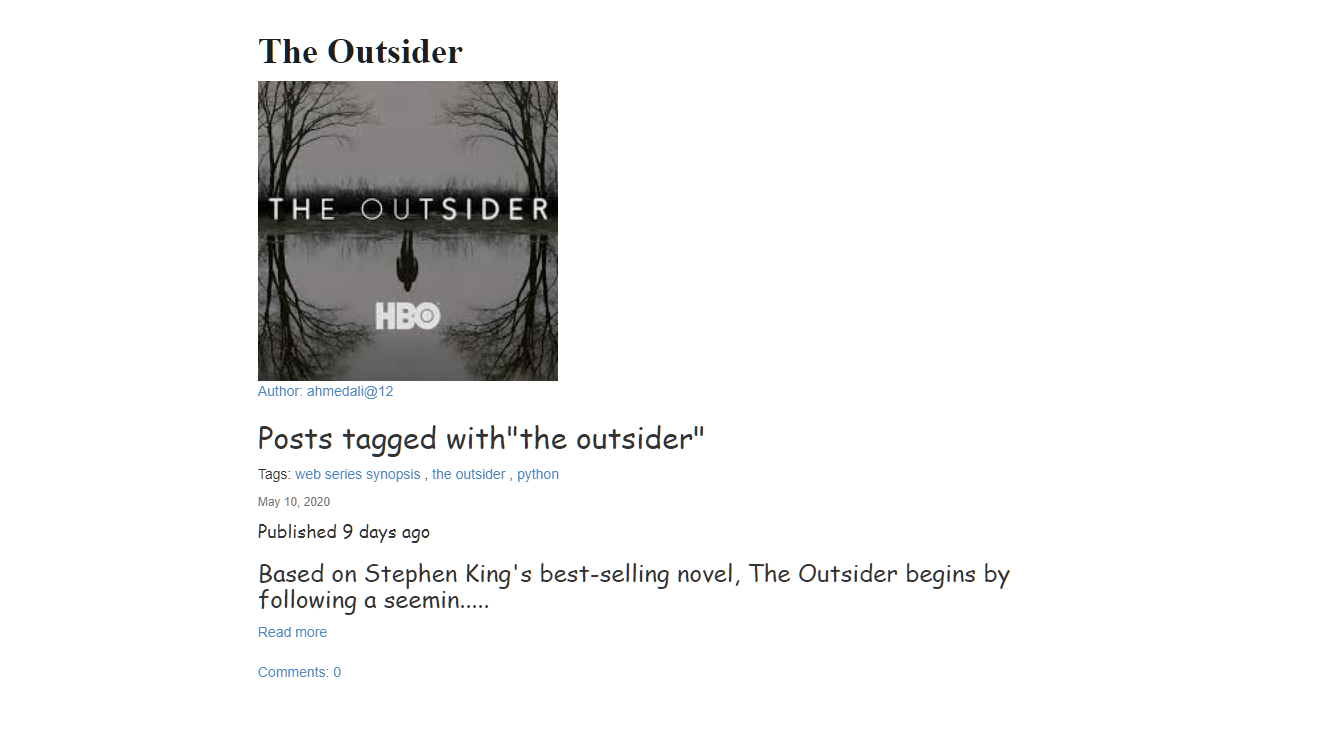 The Outsider
THE OUTSIDER
HBO
Author: ahmedali@12
Posts tagged with"the outsider"
Tags: web series synopsis , the outsider , python
May 10, 2020
Published 9 days ago
Based on Stephen King's best-selling novel, The Outsider begins by
following a seemin.....
Read more
Comments: 0